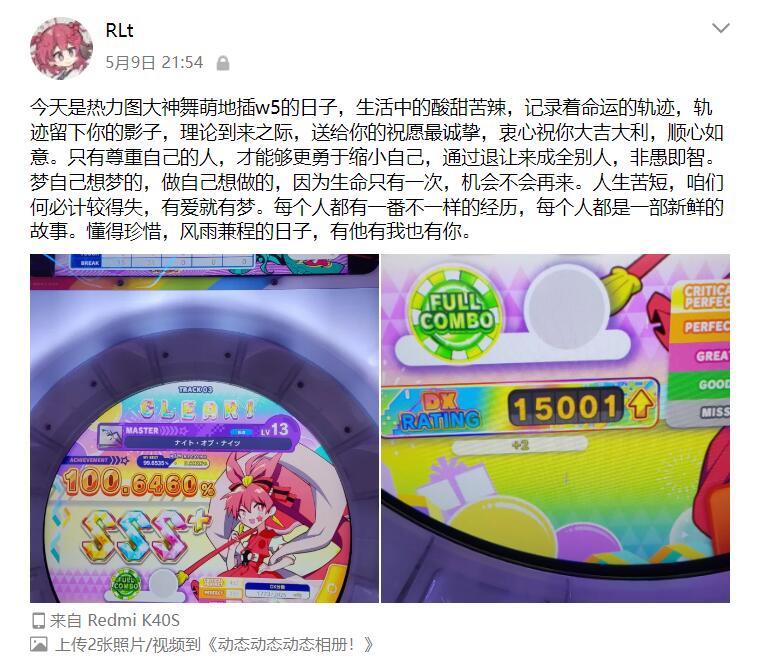 RLt
5月9日 21:54
今天是热力图大神舞萌地插w5的日子，生活中的酸甜苦辣，记录着命运的轨迹，轨
迹留下你的影子，理论到来之际，送给你的祝愿最诚挚，衷心祝你大吉大利，顺心如
意。只有尊重自己的人，才能够更勇于缩小自己，通过退让来成全别人，非愚即智。
梦自己想梦的，做自己想做的，因为生命只有一次，机会不会再来。人生苦短，咱们
何必计较得失，有爱就有梦。每个人都有一番不一样的经历，每个人都是一部新鲜的
故事。懂得珍惜，风雨兼程的日子，有他有我也有你。
BREAK
TRACK 03
CLEAR!
MASTER
LV 13
ナイト・オブ・ナイツ
ACHIEVEMENT
100.6460%
SSS+
FULL COMBO
FULL
COMBO
DX
RATING
15001
+2
CRITICA
PERFEC
PERFEC
GREA
GOOD
MISS
来自 Redmi K40S
上传2张照片/视频到《动态动态动态相册！》